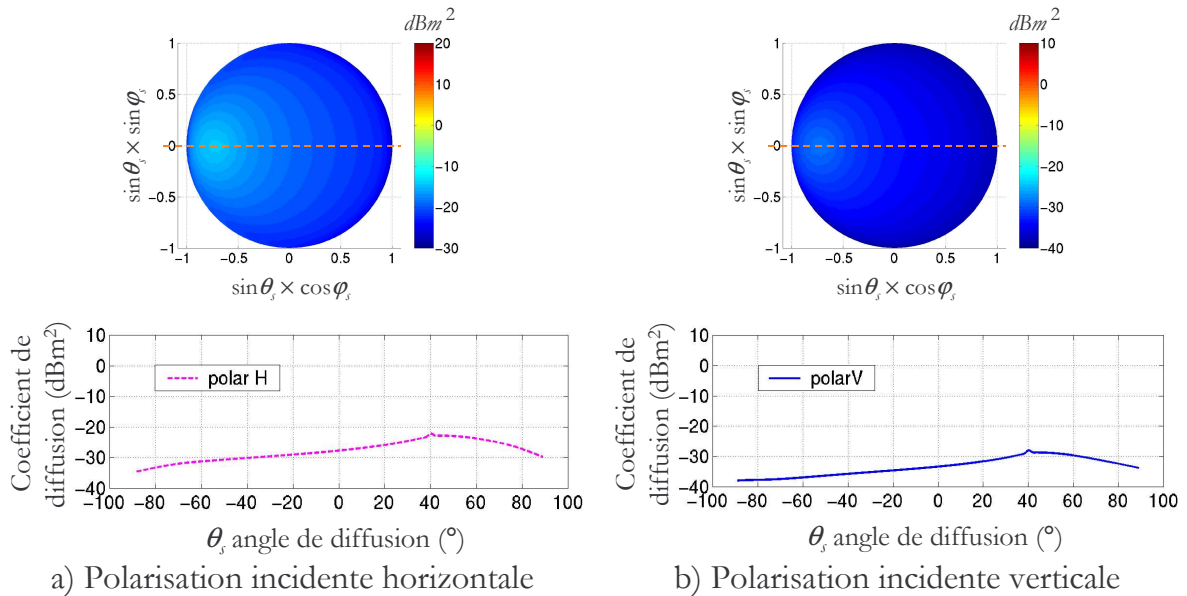 dBm²
20
10
0
−10
−20
−30
1
0.5
0
−0.5
−1
−1 −0.5 0 0.5 1
sinθs × sinφs
sinθs × cosφs
dBm²
10
0
−10
−20
−30
−40
1
0.5
0
−0.5
−1
−1 −0.5 0 0.5 1
sinθs × sinφs
sinθs × cosφs
Coefficient de
diffusion (dBm²)
10
0
−10
−20
−30
−40
polar H
−100 −80 −60 −40 −20 0 20 40 60 80 100
θs angle de diffusion (°)
a) Polarisation incidente horizontale
Coefficient de
diffusion (dBm²)
10
0
−10
−20
−30
−40
polarV
−100 −80 −60 −40 −20 0 20 40 60 80 100
θs angle de diffusion (°)
b) Polarisation incidente verticale